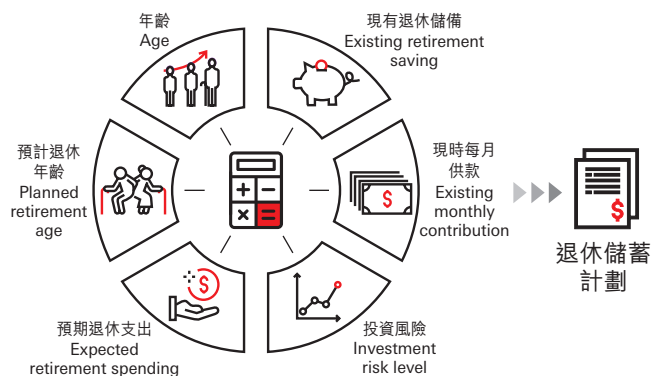 年齡
Age
現有退休儲備
Existing retirement
saving
預計退休
年齡
Planned
retirement
age
現時每月
供款
Existing
monthly
contribution
$
$
退休儲蓄
計劃
預期退休支出
Expected
retirement spending
$
投資風險
Investment
risk level